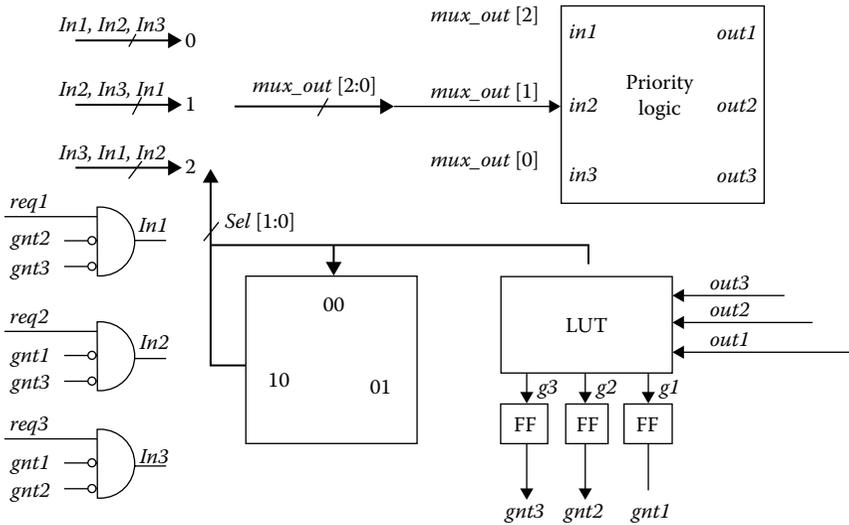 In1, In2, In3
0
In2, In3, In1
1
In3, In1, In2
2
mux_out [2:0]
mux_out [2]
mux_out [1]
mux_out [0]
in1
in2
in3
Priority
logic
out1
out2
out3
Sel [1:0]
req1
gnt2
gnt3
In1
req2
gnt1
gnt3
In2
req3
gnt1
gnt2
In3
00
10
01
LUT
out3
out2
out1
g3
g2
g1
FF
FF
FF
gnt3
gnt2
gnt1